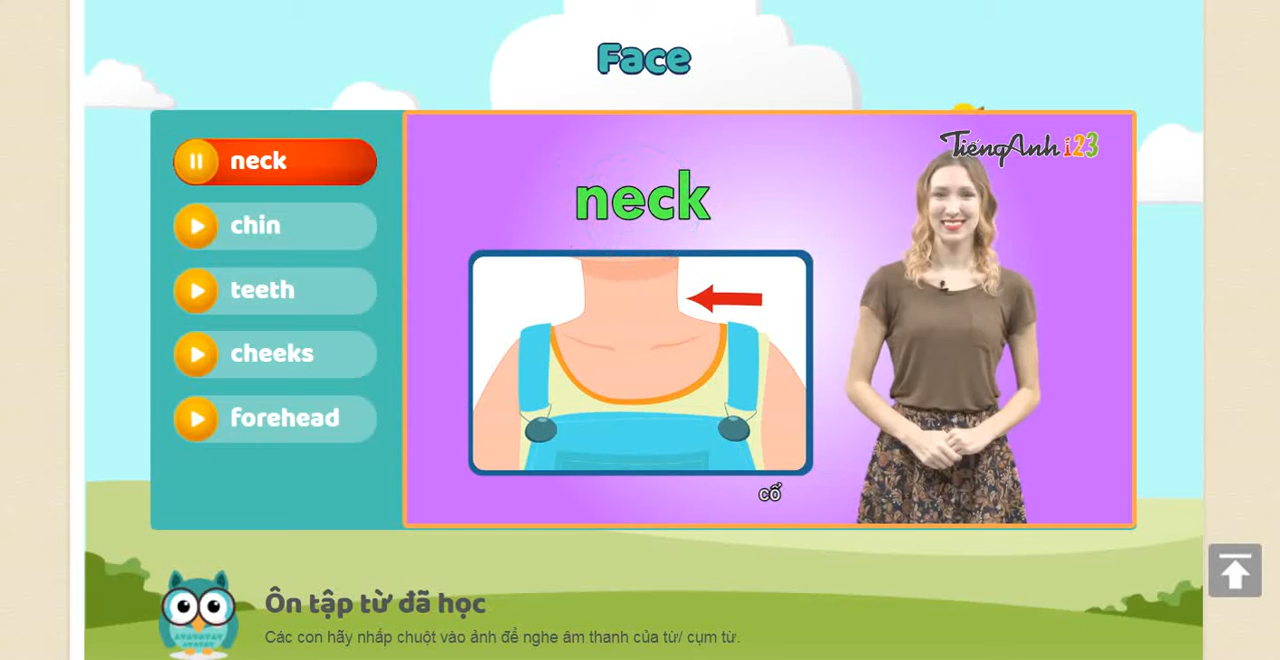 Face
neck
chin
teeth
cheeks
forehead
TiếngAnh123
neck
cổ
Ôn tập từ đã học
Các con hãy nhấp chuột vào ảnh để nghe âm thanh của từ/ cụm từ.